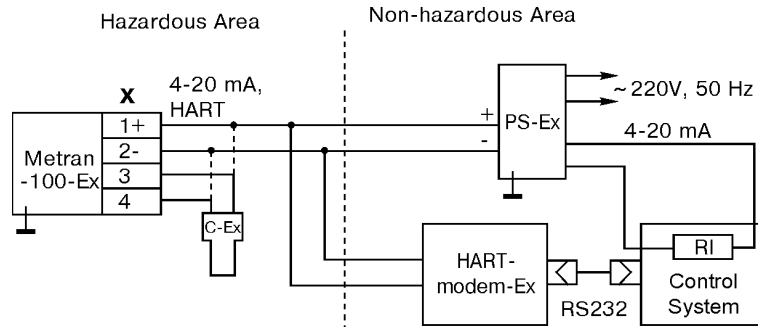 Hazardous Area
Non-hazardous Area
X
4-20 mA,
HART
Metran
-100-Ex
1+
2-
3
4
C-Ex
+
-
PS-Ex
~220V, 50 Hz
4-20 mA
HART-
modem-Ex
RS232
RI
Control
System